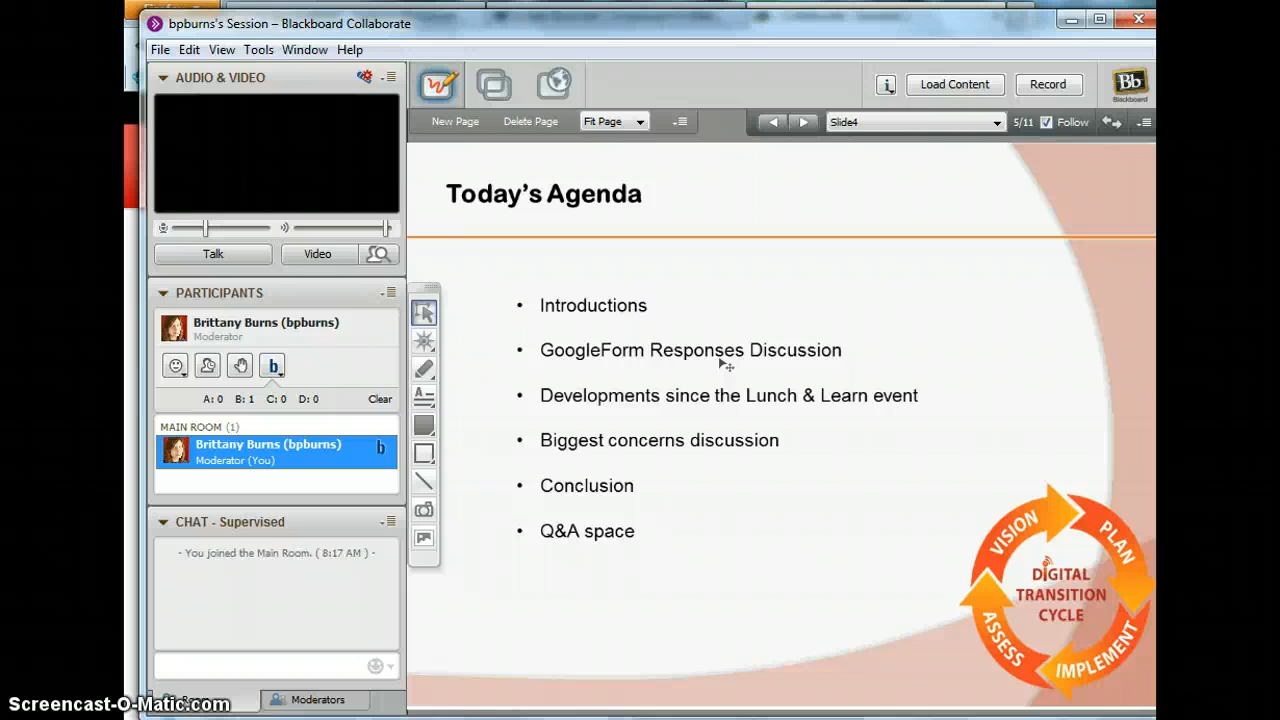 bpburns's Session – Blackboard Collaborate
File Edit View Tools Window Help
AUDIO & VIDEO
Load Content
Record
Bb
Blackboard
New Page
Delete Page
Fit Page
Slide4
5/11
Follow
Talk
Video
PARTICIPANTS
Brittany Burns (bpburns)
Moderator
b
A: 0 B: 1 C: 0 D: 0 Clear
MAIN ROOM (1)
Brittany Burns (bpburns)
b
Moderator (You)
CHAT - Supervised
- You joined the Main Room. ( 8:17 AM ) -
Moderators
Today's Agenda
• Introductions
• GoogleForm Responses Discussion
• Developments since the Lunch & Learn event
• Biggest concerns discussion
• Conclusion
• Q&A space
VISION
PLAN
IMPLEMENT
ASSESS
DIGITAL
TRANSITION
CYCLE
Screencast-O-Matic.com